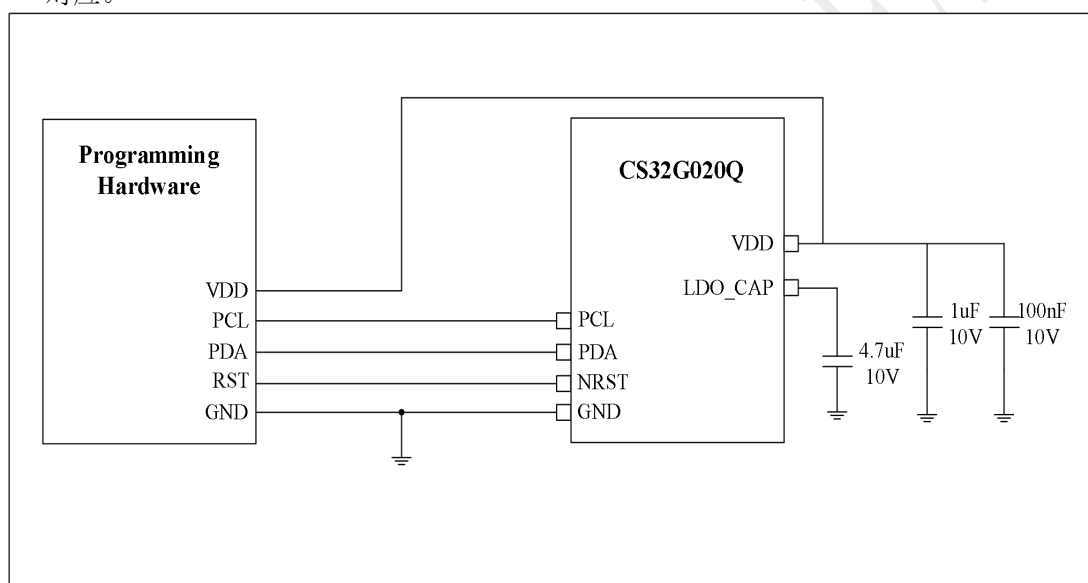 Programming
Hardware
VDD
PCL
PDA
RST
GND
CS32G020Q
VDD
LDO_CAP
PCL
PDA
NRST
GND
4.7uF
10V
1uF
10V
100nF
10V